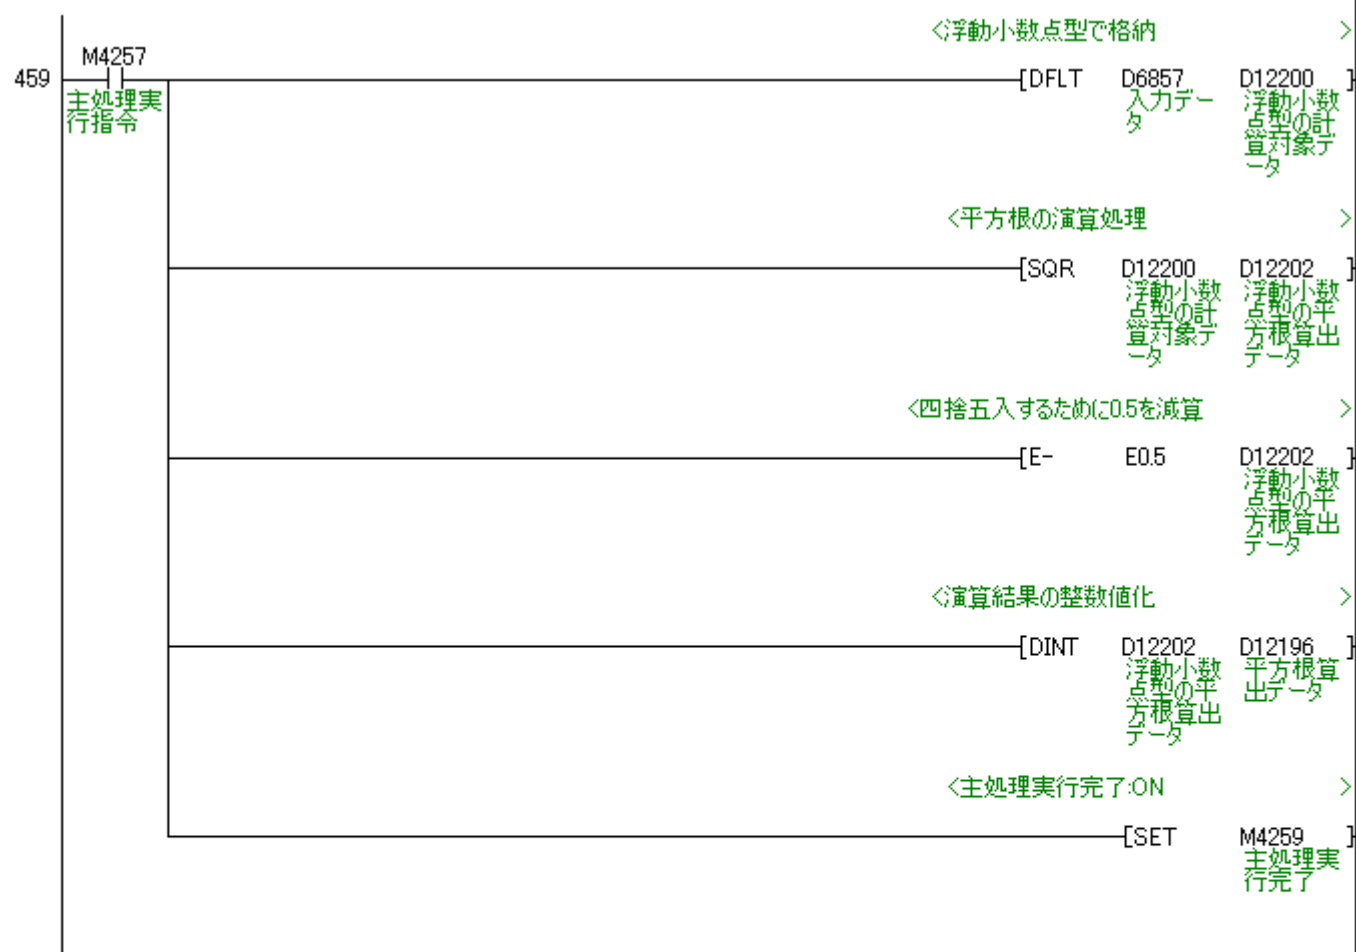 <浮動小数点型で格納 >
M4257
459 [DFLT D6857 D12200 ]
主処理実
行指令
入力デー
タ
浮動小数
点型の計
算対象デ
ータ
<平方根の演算処理 >
[SQR D12200 D12202 ]
浮動小数
点型の計
算対象デ
ータ
浮動小数
点型の平
方根算出
データ
<四捨五入するために0.5を減算 >
[E- E0.5 D12202 ]
浮動小数
点型の平
方根算出
データ
<演算結果の整数値化 >
[DINT D12202 D12196 ]
浮動小数
点型の平
方根算出
データ
平方根算
出データ
<主処理実行完了:ON >
[SET M4259 ]
主処理実
行完了